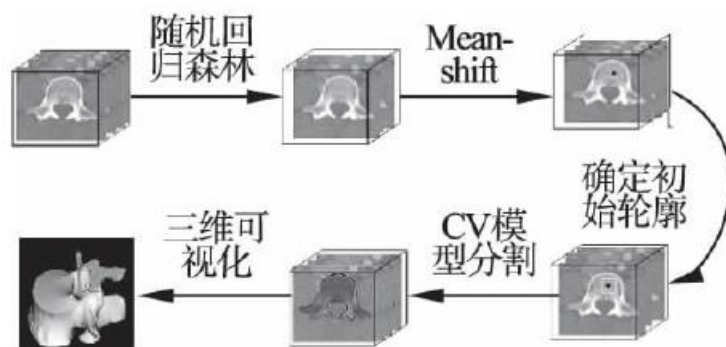 随机回
归森林
Mean-
shift
确定初
始轮廓
CV模
型分割
三维可
视化